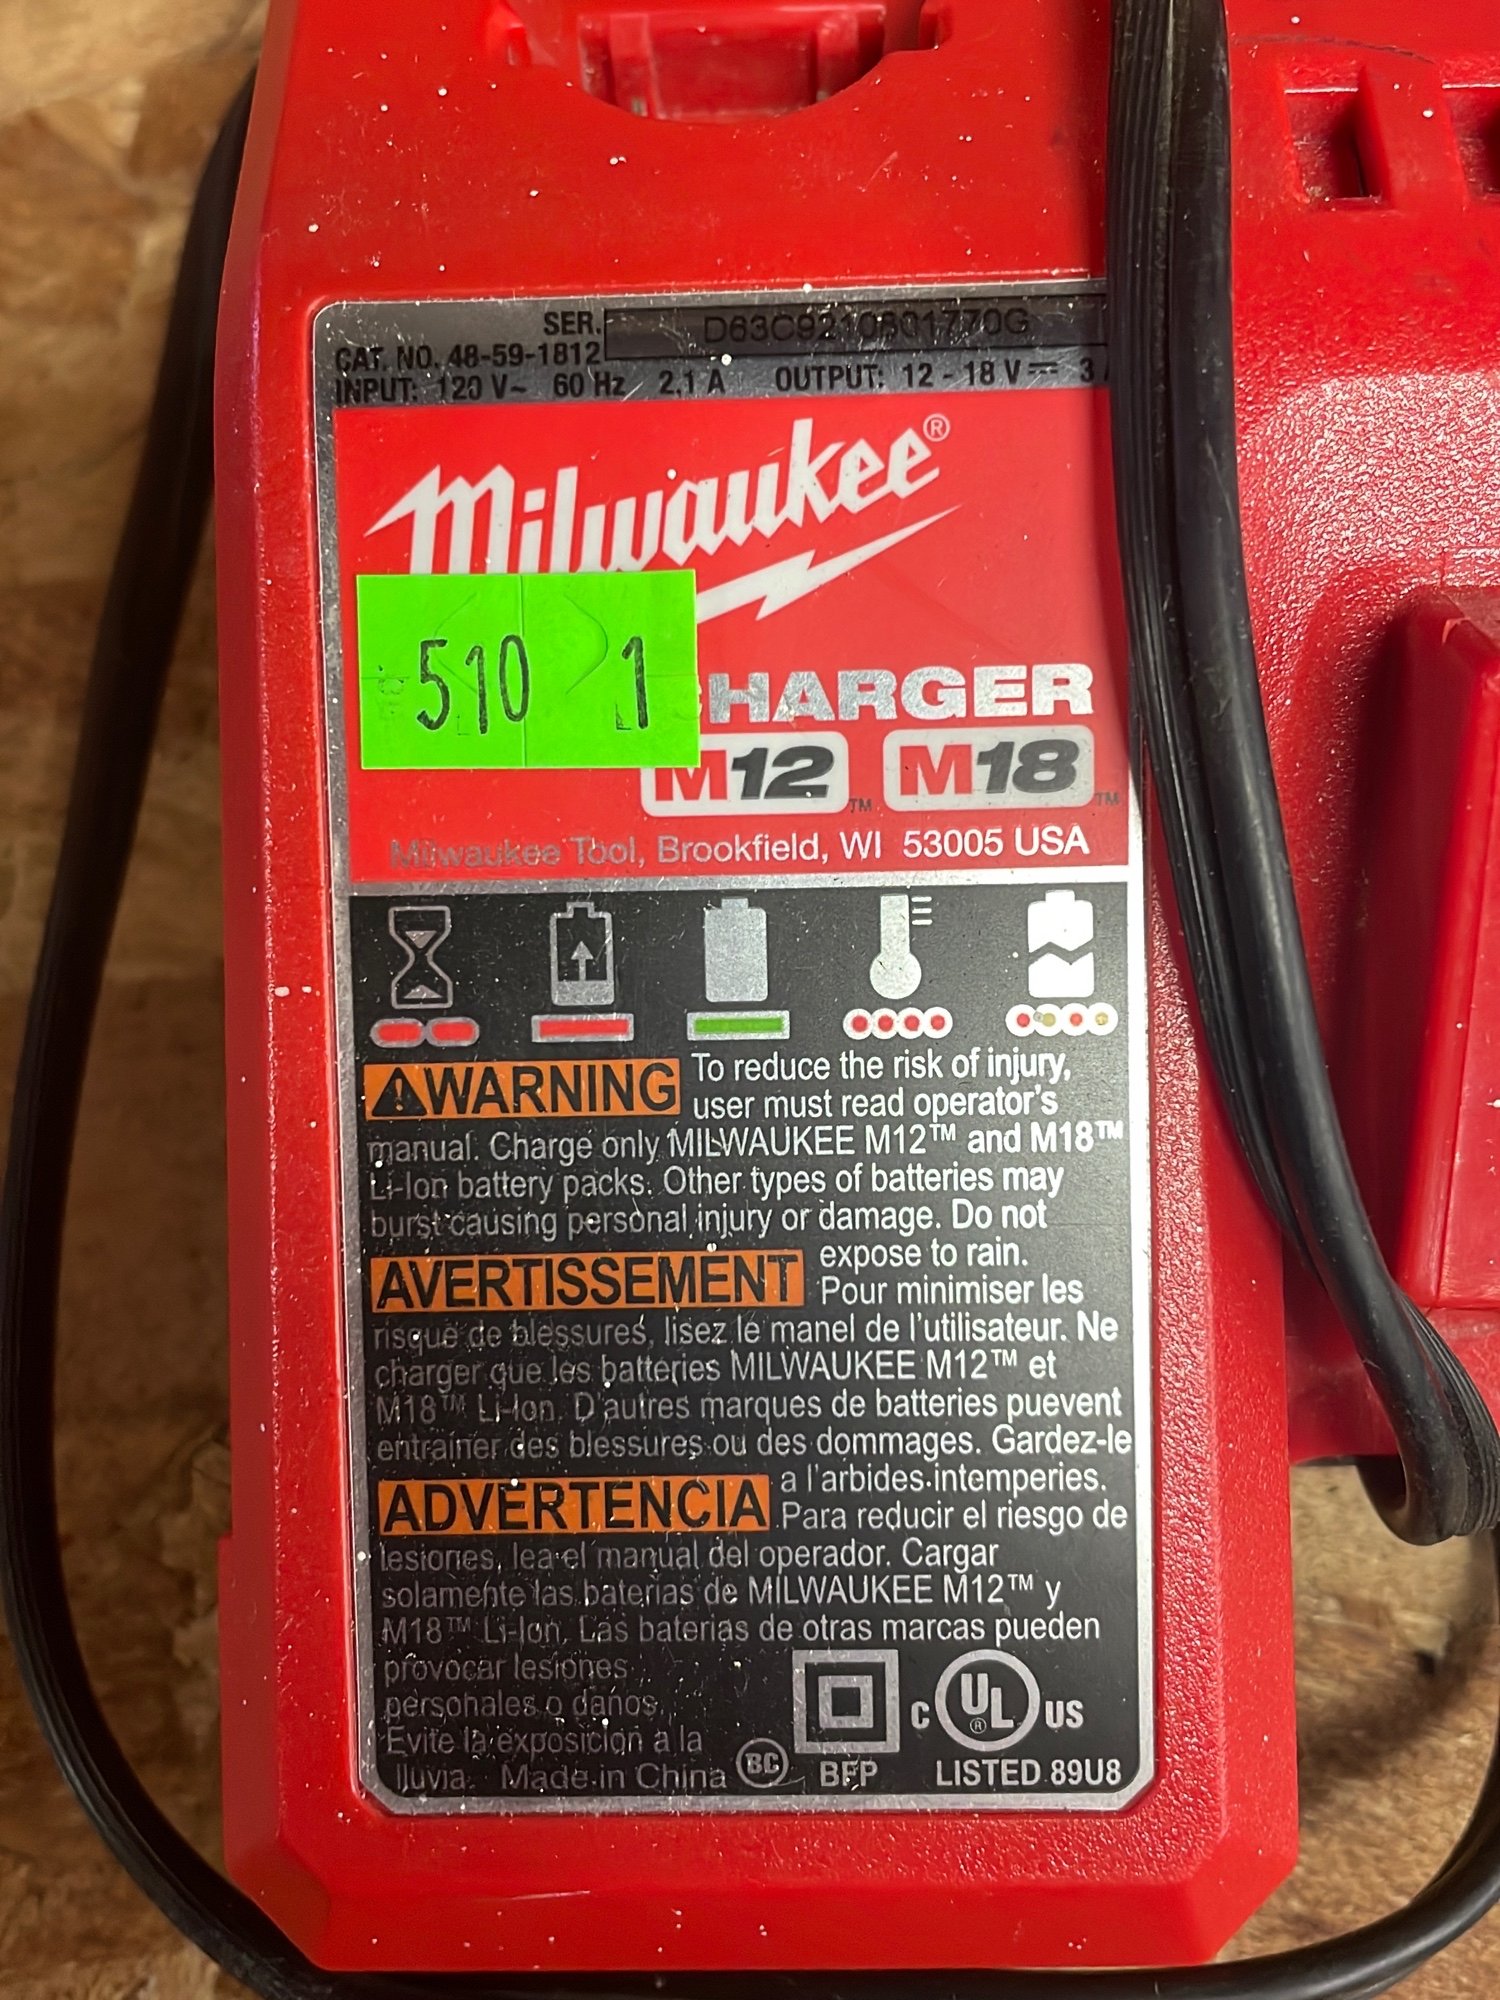 SER. D63C9210801770G
CAT. NO. 48-59-1812
INPUT: 120 V~ 60 Hz 2.1 A OUTPUT: 12 - 18 V⎓ 3
Milwaukee®
510 1
HARGER
M12™ M18™
Milwaukee Tool, Brookfield, WI 53005 USA
⚠WARNING To reduce the risk of injury,
user must read operator's
manual. Charge only MILWAUKEE M12™ and M18™
Li-Ion battery packs. Other types of batteries may
burst causing personal injury or damage. Do not
expose to rain.
AVERTISSEMENT Pour minimiser les
risque de blessures, lisez le manel de l'utilisateur. Ne
charger que les batteries MILWAUKEE M12™ et
M18™ Li-Ion. D'autres marques de batteries puevent
entrainer des blessures ou des dommages. Gardez-le
a l'arbides intemperies.
ADVERTENCIA Para reducir el riesgo de
lesiones, lea el manual del operador. Cargar
solamente las baterias de MILWAUKEE M12™ y
M18™ Li-Ion. Las baterias de otras marcas pueden
provocar lesiones
personales o daños.
Evite la exposicion a la
lluvia. Made in China BC BFP
C UL® US
LISTED 89U8